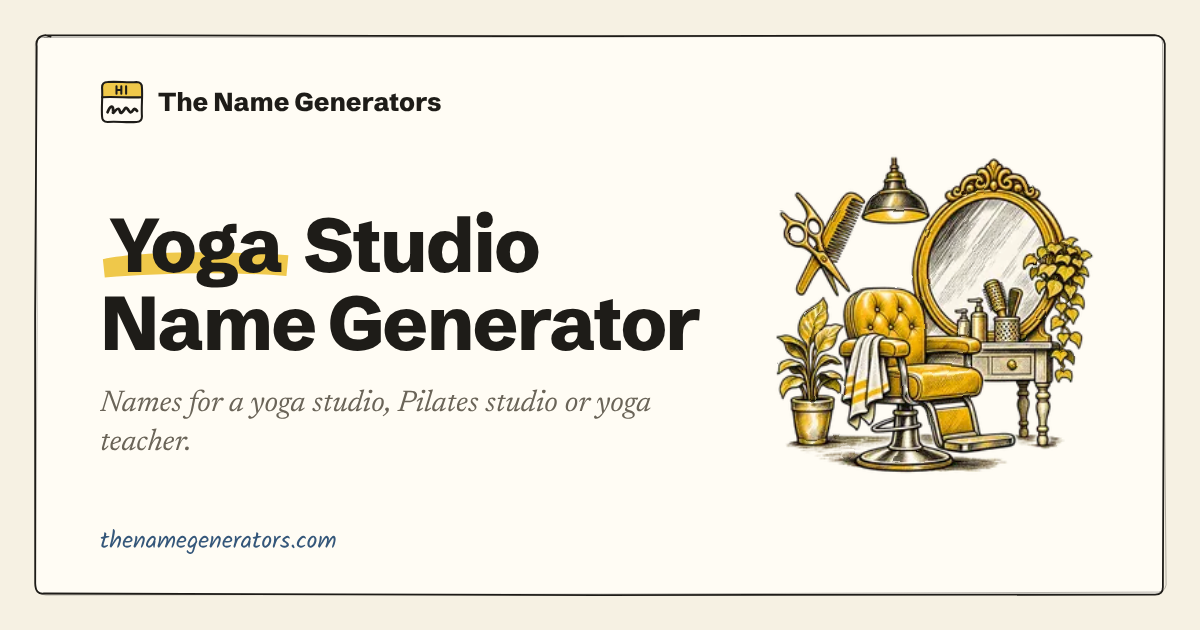 HI
The Name Generators
Yoga Studio
Name Generator
Names for a yoga studio, Pilates studio or yoga
teacher.
thenamegenerators.com